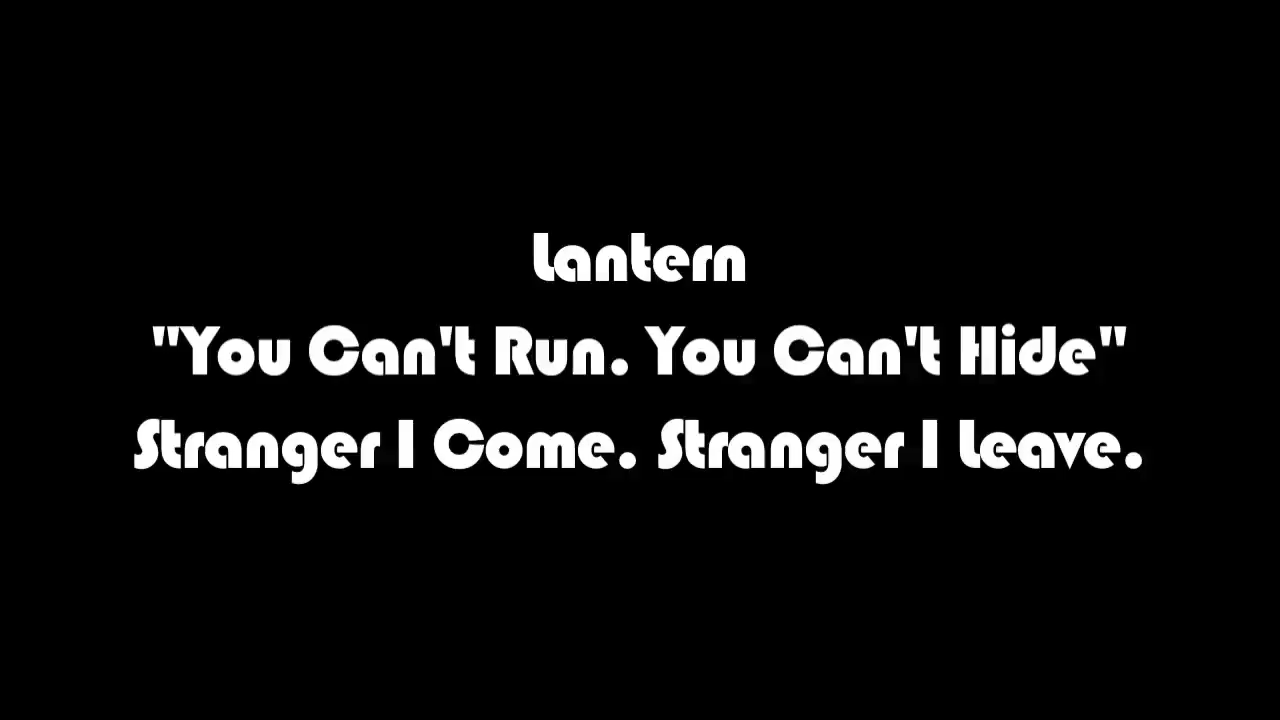 Lantern
"You Can't Run. You Can't Hide"
Stranger I Come. Stranger I Leave.